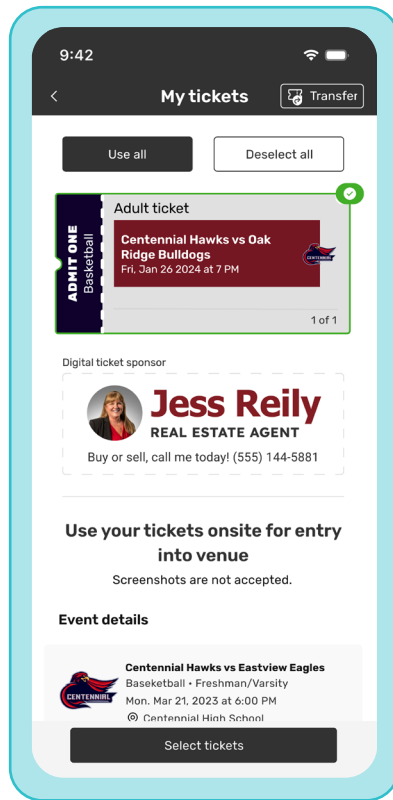 9:42
My tickets
Transfer
Use all
Deselect all
ADMIT ONE
Basketball
Adult ticket
Centennial Hawks vs Oak
Ridge Bulldogs
Fri, Jan 26 2024 at 7 PM
CENTENNIAL
1 of 1
Digital ticket sponsor
Jess Reily
REAL ESTATE AGENT
Buy or sell, call me today! (555) 144-5881
Use your tickets onsite for entry
into venue
Screenshots are not accepted.
Event details
CENTENNIAL
Centennial Hawks vs Eastview Eagles
Baseketball • Freshman/Varsity
Mon. Mar 21, 2023 at 6:00 PM
Centennial High School
Select tickets